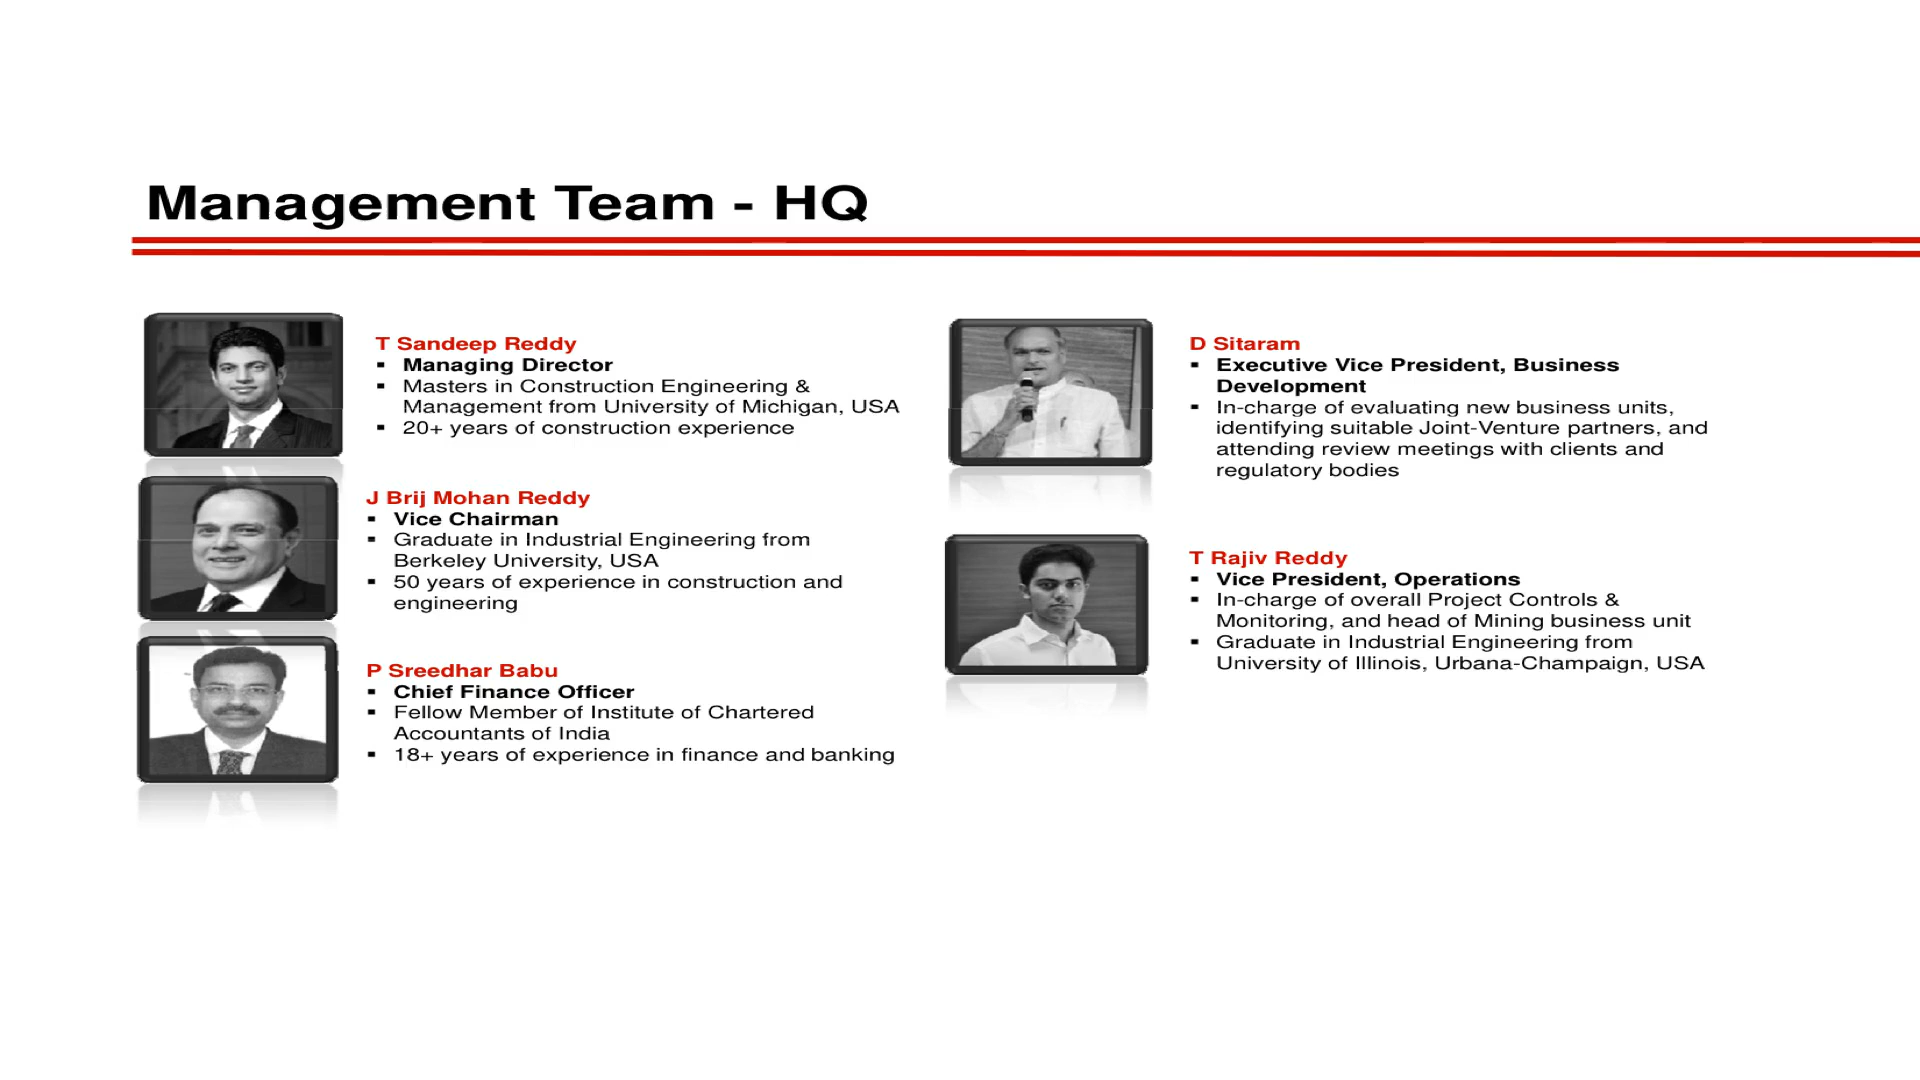 Management Team - HQ
T Sandeep Reddy
▪ Managing Director
▪ Masters in Construction Engineering &
Management from University of Michigan, USA
▪ 20+ years of construction experience
J Brij Mohan Reddy
▪ Vice Chairman
▪ Graduate in Industrial Engineering from
Berkeley University, USA
▪ 50 years of experience in construction and
engineering
P Sreedhar Babu
▪ Chief Finance Officer
▪ Fellow Member of Institute of Chartered
Accountants of India
▪ 18+ years of experience in finance and banking
D Sitaram
▪ Executive Vice President, Business
Development
▪ In-charge of evaluating new business units,
identifying suitable Joint-Venture partners, and
attending review meetings with clients and
regulatory bodies
T Rajiv Reddy
▪ Vice President, Operations
▪ In-charge of overall Project Controls &
Monitoring, and head of Mining business unit
▪ Graduate in Industrial Engineering from
University of Illinois, Urbana-Champaign, USA